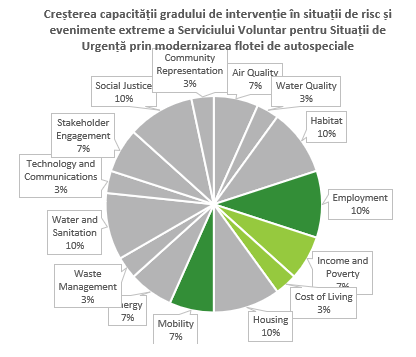 Creșterea capacității gradului de intervenție în situații de risc și
evenimente extreme a Serviciului Voluntar pentru Situații de
Urgență prin modernizarea flotei de autospeciale
Community
Representation
3%
Air Quality
7%
Water Quality
3%
Habitat
10%
Employment
10%
Income and
Poverty
7%
Cost of Living
3%
Housing
10%
Mobility
7%
7%
Waste
Management
3%
Water and
Sanitation
10%
Technology and
Communications
3%
Stakeholder
Engagement
7%
Social Justice
10%